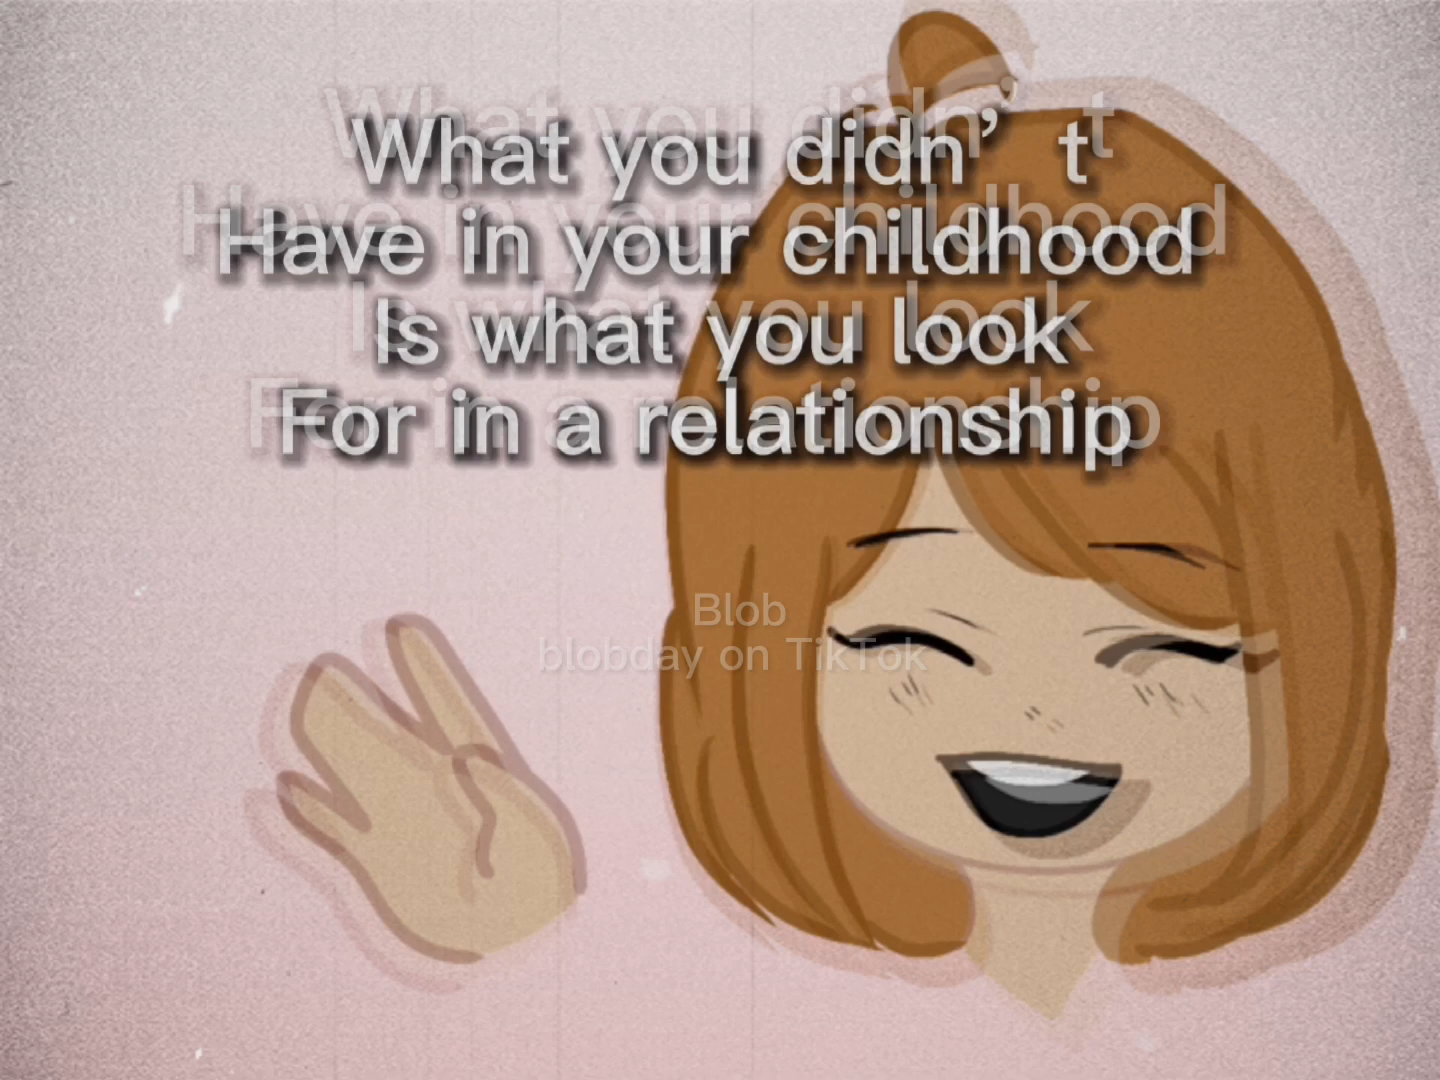 What you didn’ t
Have in your childhood
Is what you look
For in a relationship
Blob
blobday on TikTok